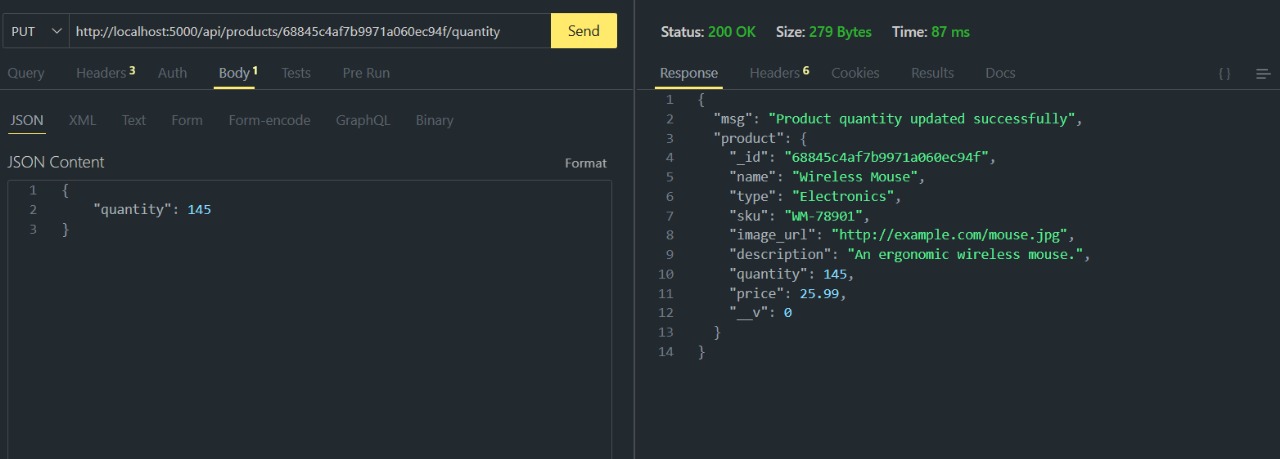 PUT http://localhost:5000/api/products/68845c4af7b9971a060ec94f/quantity Send
Query Headers 3 Auth Body 1 Tests Pre Run
JSON XML Text Form Form-encode GraphQL Binary
JSON Content Format
1 {
2 "quantity": 145
3 }
Status: 200 OK Size: 279 Bytes Time: 87 ms
Response Headers 6 Cookies Results Docs { }
1 {
2 "msg": "Product quantity updated successfully",
3 "product": {
4 "_id": "68845c4af7b9971a060ec94f",
5 "name": "Wireless Mouse",
6 "type": "Electronics",
7 "sku": "WM-78901",
8 "image_url": "http://example.com/mouse.jpg",
9 "description": "An ergonomic wireless mouse.",
10 "quantity": 145,
11 "price": 25.99,
12 "__v": 0
13 }
14 }